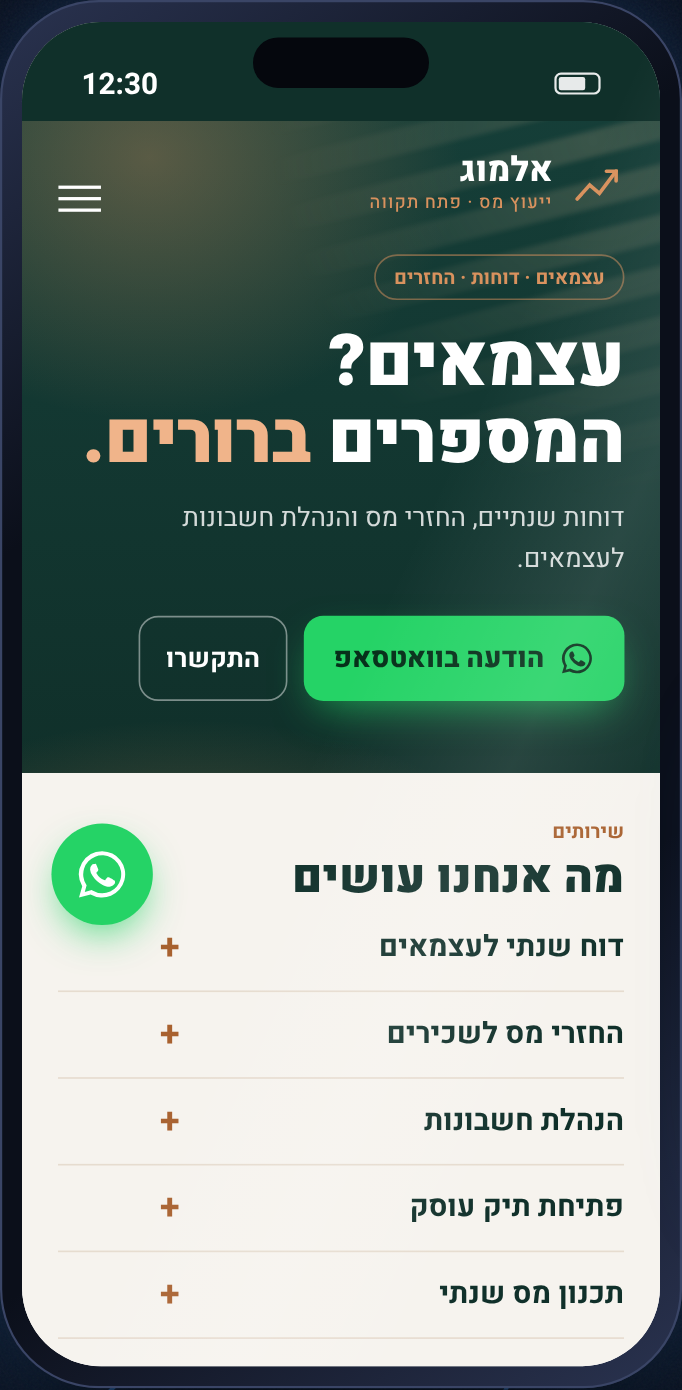 12:30
אלמוג
ייעוץ מס · פתח תקווה
עצמאים · דוחות · החזרים
עצמאים?
המספרים ברורים.
דוחות שנתיים, החזרי מס והנהלת חשבונות
לעצמאים.
הודעה בוואטסאפ
התקשרו
שירותים
מה אנחנו עושים
דוח שנתי לעצמאים +
החזרי מס לשכירים +
הנהלת חשבונות +
פתיחת תיק עוסק +
תכנון מס שנתי +